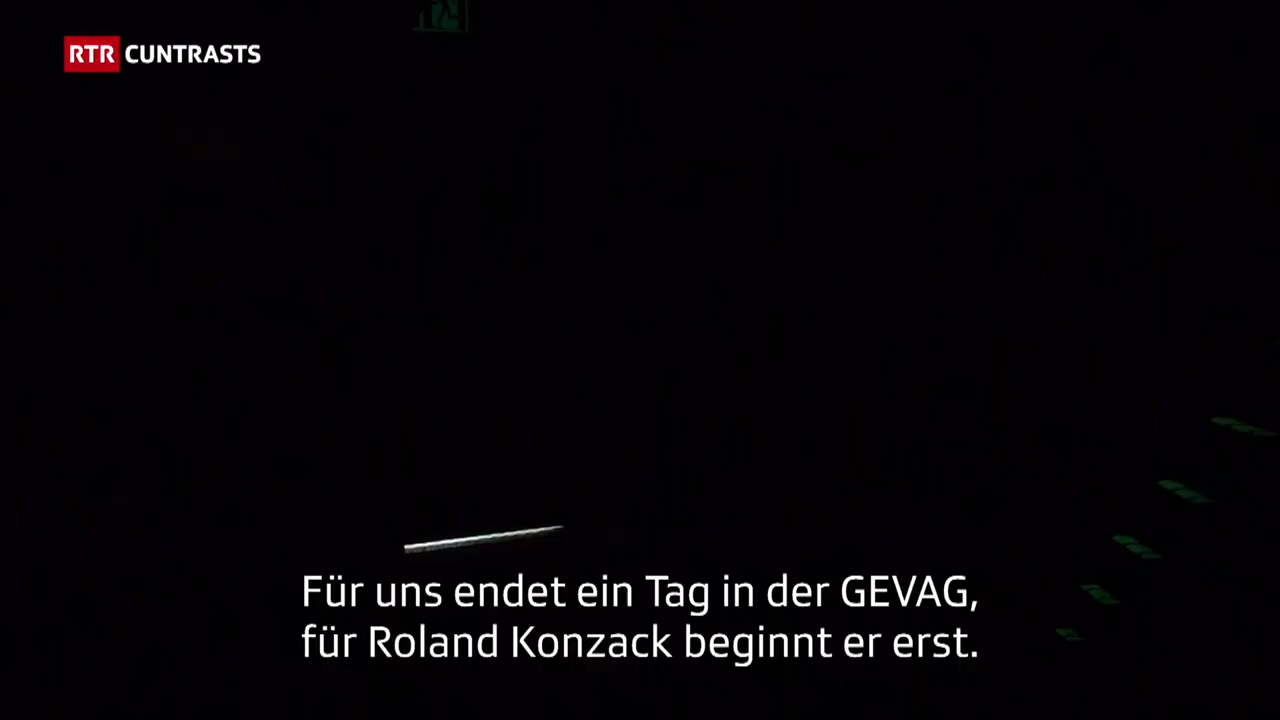 RTR CUNTRASTS
Für uns endet ein Tag in der GEVAG,
für Roland Konzack beginnt er erst.